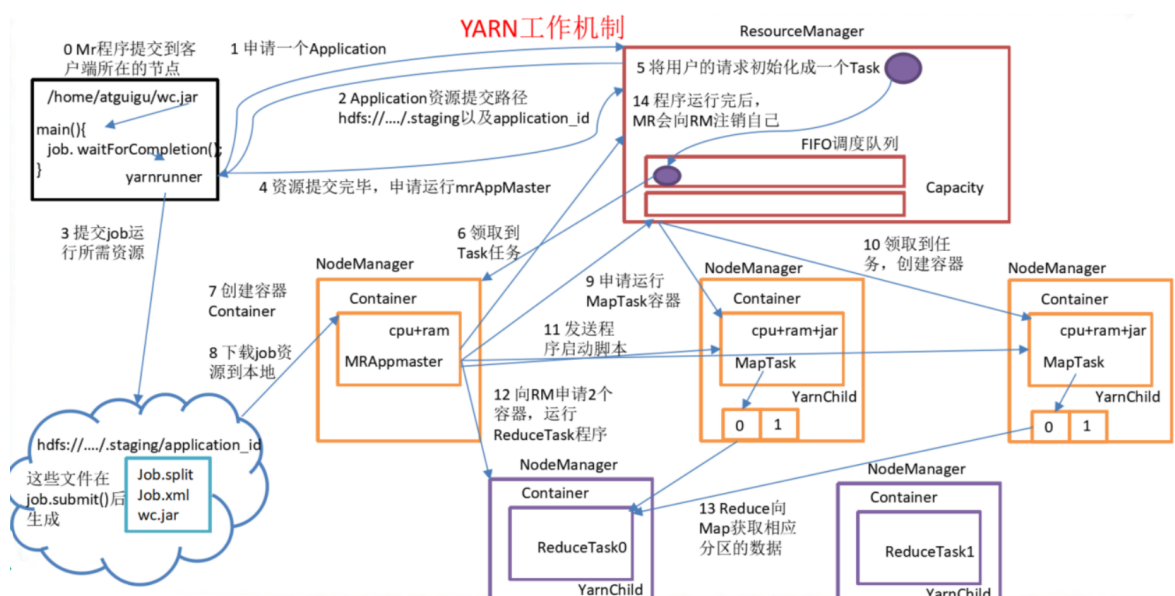 YARN工作机制
ResourceManager
0 Mr程序提交到客
户端所在的节点
1 申请一个Application
5 将用户的请求初始化成一个Task
/home/atguigu/wc.jar
2 Application资源提交路径
hdfs://..../.staging以及application_id
14 程序运行完后，
MR会向RM注销自己
main(){
job. waitForCompletion();
}
yarnrunner
FIFO调度队列
4 资源提交完毕，申请运行mrAppMaster
Capacity
3 提交job运
行所需资源
6 领取到
Task任务
10 领取到任
务，创建容器
NodeManager
NodeManager
NodeManager
7 创建容器
Container
9 申请运行
MapTask容器
Container
Container
Container
cpu+ram
cpu+ram+jar
cpu+ram+jar
8 下载job资
源到本地
11 发送程
序启动脚本
MRAppmaster
MapTask
MapTask
12 向RM申请2个
容器，运行
ReduceTask程序
YarnChild
YarnChild
0
1
0
1
hdfs://..../.staging/application_id
这些文件在
job.submit()后
生成
Job.split
Job.xml
wc.jar
NodeManager
NodeManager
Container
Container
13 Reduce向
Map获取相应
分区的数据
ReduceTask0
ReduceTask1
YarnChild
YarnChild